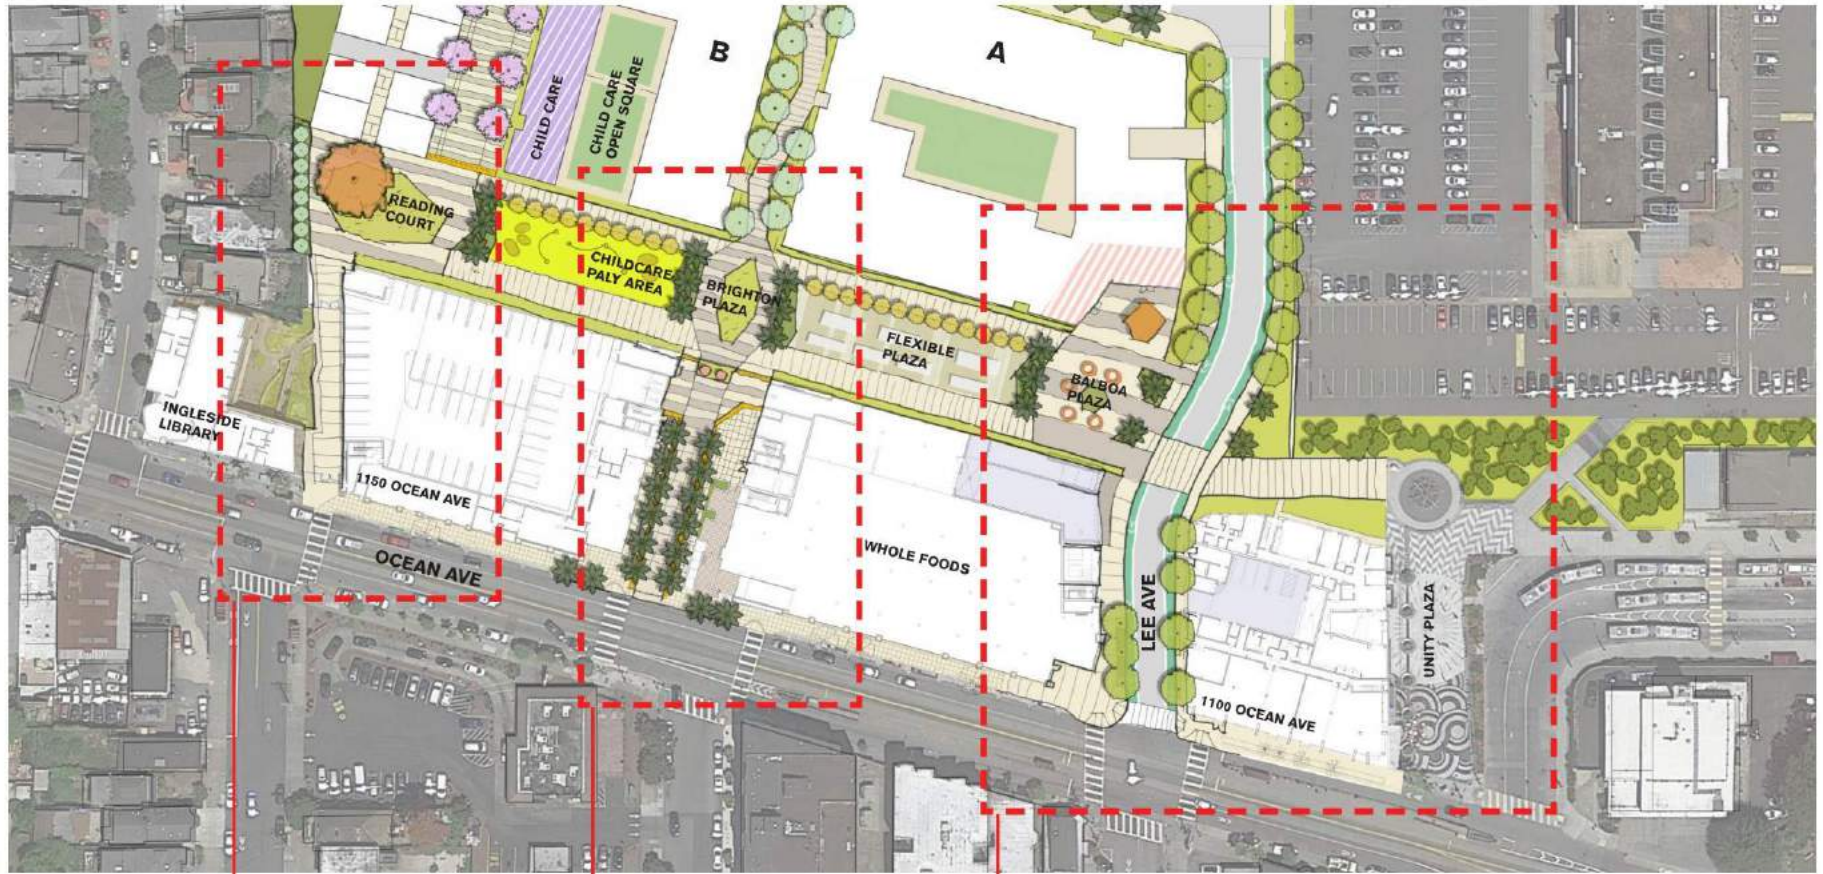 B
A
CHILD CARE
CHILD CARE
OPEN SQUARE
READING
COURT
CHILDCARE
PALY AREA
BRIGHTON
PLAZA
FLEXIBLE
PLAZA
BALBOA
PLAZA
INGLESIDE
LIBRARY
1150 OCEAN AVE
OCEAN AVE
WHOLE FOODS
LEE AVE
UNITY PLAZA
1100 OCEAN AVE